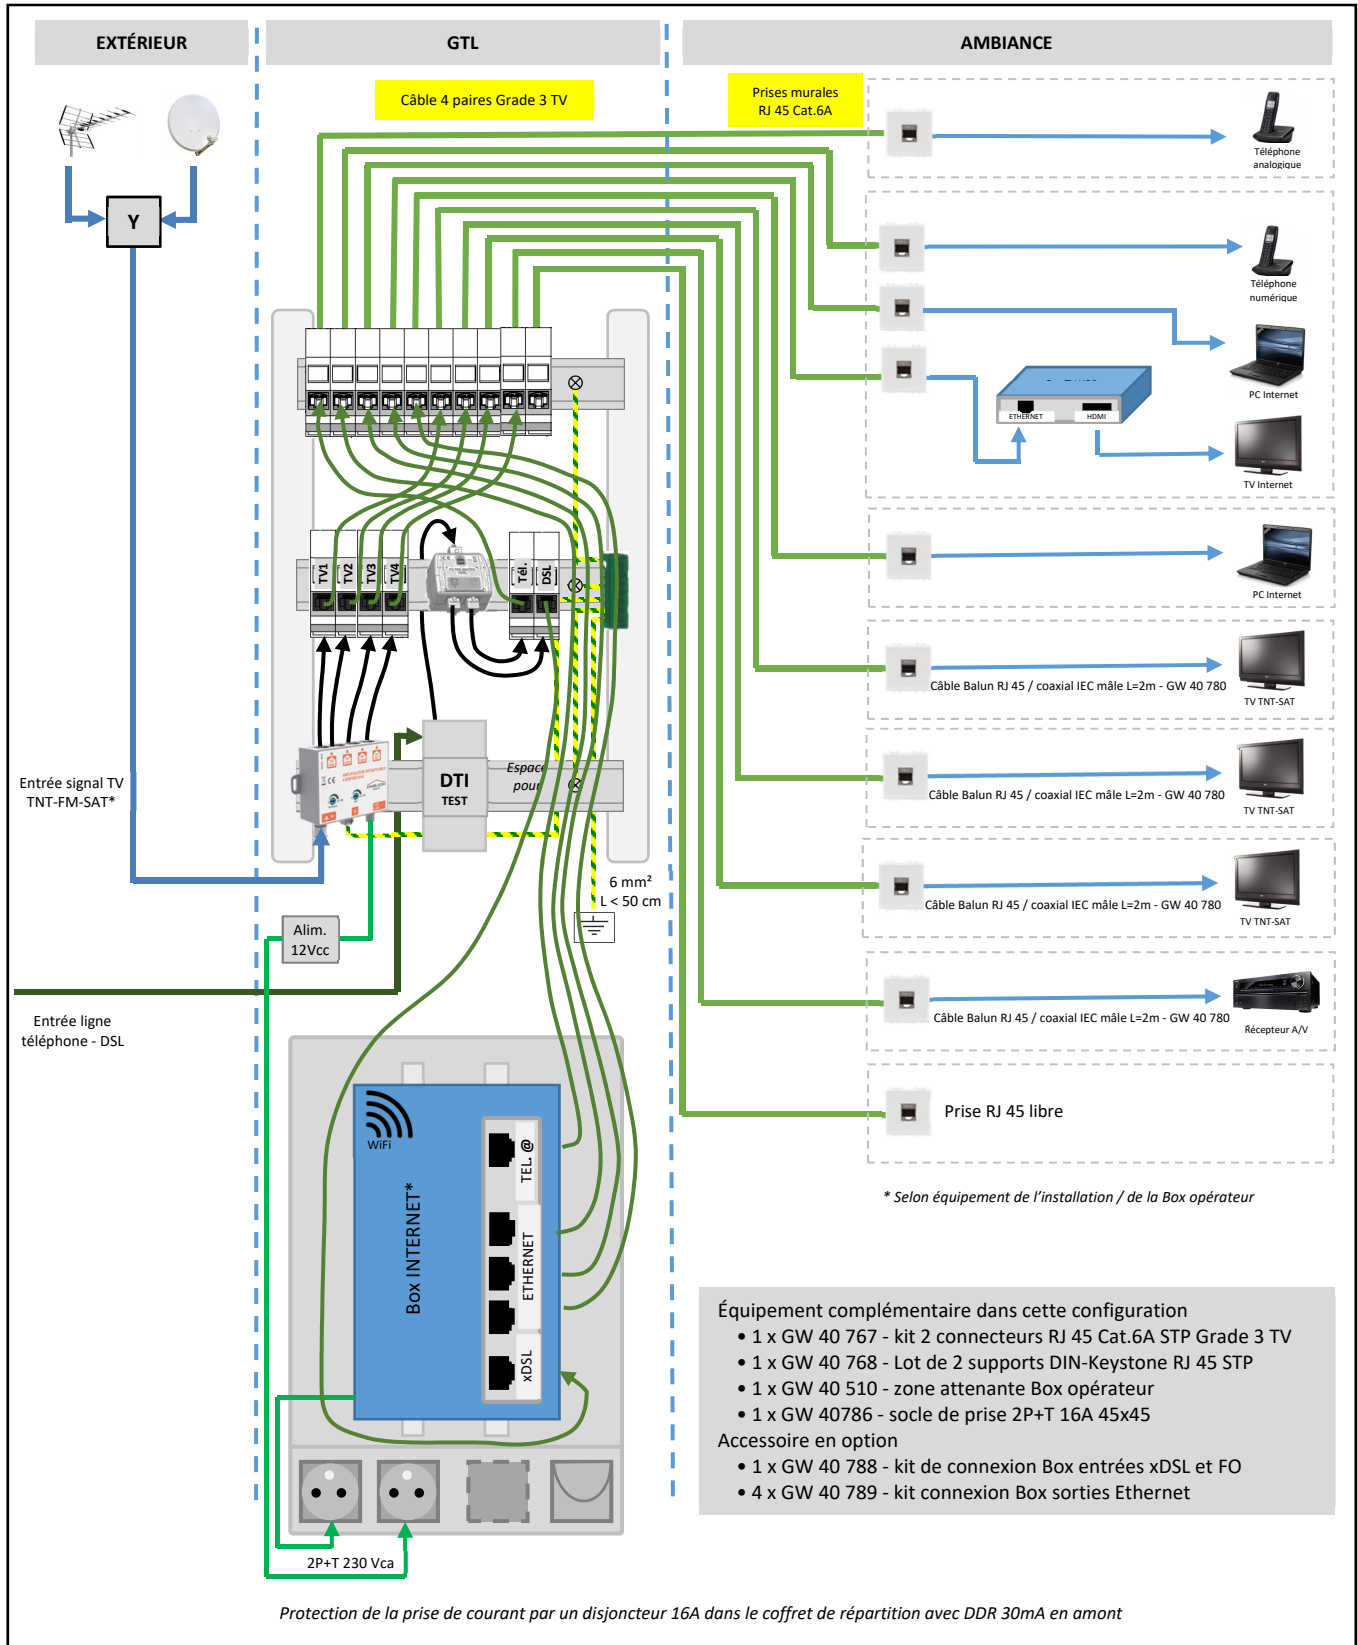 EXTÉRIEUR
GTL
AMBIANCE
Câble 4 paires Grade 3 TV
Prises murales
RJ 45 Cat.6A
Téléphone
analogique
Y
Téléphone
numérique
PC Internet
ETHERNET
HDMI
TV Internet
TV1
TV2
TV3
TV4
Tél.
DSL
PC Internet
Câble Balun RJ 45 / coaxial IEC mâle L=2m - GW 40 780
TV TNT-SAT
Entrée signal TV
TNT-FM-SAT*
DTI
TEST
Espace
pour
Câble Balun RJ 45 / coaxial IEC mâle L=2m - GW 40 780
TV TNT-SAT
6 mm²
L < 50 cm
Câble Balun RJ 45 / coaxial IEC mâle L=2m - GW 40 780
TV TNT-SAT
Alim.
12Vcc
Entrée ligne
téléphone - DSL
Câble Balun RJ 45 / coaxial IEC mâle L=2m - GW 40 780
Récepteur A/V
Prise RJ 45 libre
WiFi
Box INTERNET*
TEL. @
ETHERNET
xDSL
* Selon équipement de l’installation / de la Box opérateur
Équipement complémentaire dans cette configuration
• 1 x GW 40 767 - kit 2 connecteurs RJ 45 Cat.6A STP Grade 3 TV
• 1 x GW 40 768 - Lot de 2 supports DIN-Keystone RJ 45 STP
• 1 x GW 40 510 - zone attenante Box opérateur
• 1 x GW 40786 - socle de prise 2P+T 16A 45x45
Accessoire en option
• 1 x GW 40 788 - kit de connexion Box entrées xDSL et FO
• 4 x GW 40 789 - kit connexion Box sorties Ethernet
2P+T 230 Vca
Protection de la prise de courant par un disjoncteur 16A dans le coffret de répartition avec DDR 30mA en amont